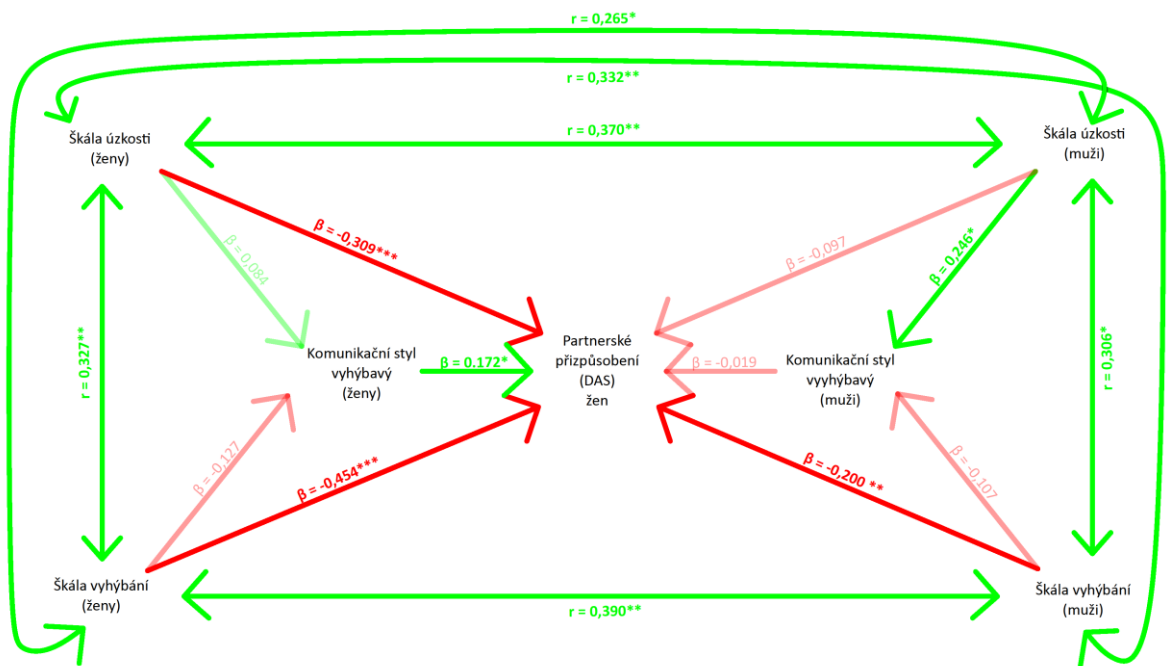 r = 0,265*
r = 0,332**
Škála úzkosti
(ženy)
r = 0,370**
Škála úzkosti
(muži)
β = -0,309***
β = 0,084
β = -0,097
β = 0,246*
r = 0,327**
Komunikační styl
vyhýbavý
(ženy)
β = 0.172*
Partnerské
přizpůsobení
(DAS)
žen
β = -0,019
Komunikační styl
vyyhýbavý
(muži)
r = 0,306*
β = -0,127
β = -0,454***
β = -0,200 **
β = -0,107
Škála vyhýbání
(ženy)
r = 0,390**
Škála vyhýbání
(muži)